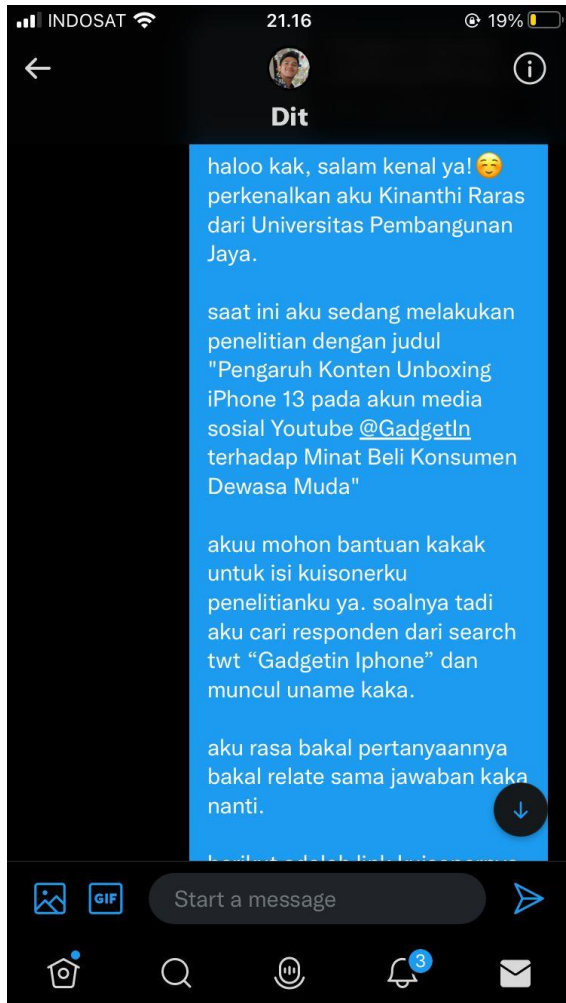 INDOSAT
21.16
19%
Dit
haloo kak, salam kenal ya!☺️
perkenalkan aku Kinanthi Raras
dari Universitas Pembangunan
Jaya.
saat ini aku sedang melakukan
penelitian dengan judul
"Pengaruh Konten Unboxing
iPhone 13 pada akun media
sosial Youtube @GadgetIn
terhadap Minat Beli Konsumen
Dewasa Muda"
akuu mohon bantuan kakak
untuk isi kuisonerku
penelitianku ya. soalnya tadi
aku cari responden dari search
twt “Gadgetin Iphone” dan
muncul uname kaka.
aku rasa bakal pertanyaannya
bakal relate sama jawaban kaka
nanti.
berikut adalah link
GIF
Start a message
3